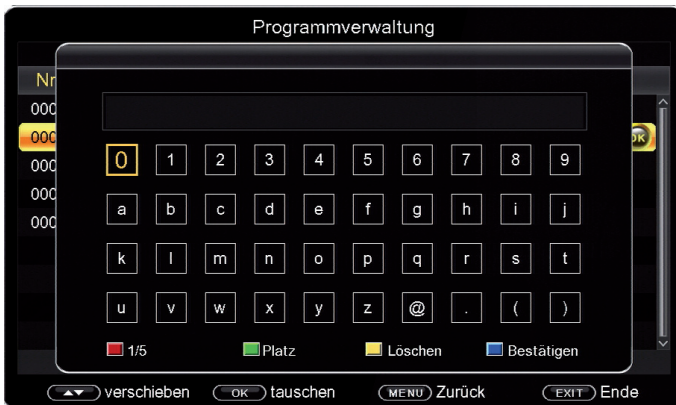 Programmverwaltung
Nr
000
000 OK
000
000
000
0 1 2 3 4 5 6 7 8 9
a b c d e f g h i j
k l m n o p q r s t
u v w x y z @ . ( )
1/5 Platz Löschen Bestätigen
verschieben OK tauschen MENU Zurück EXIT Ende